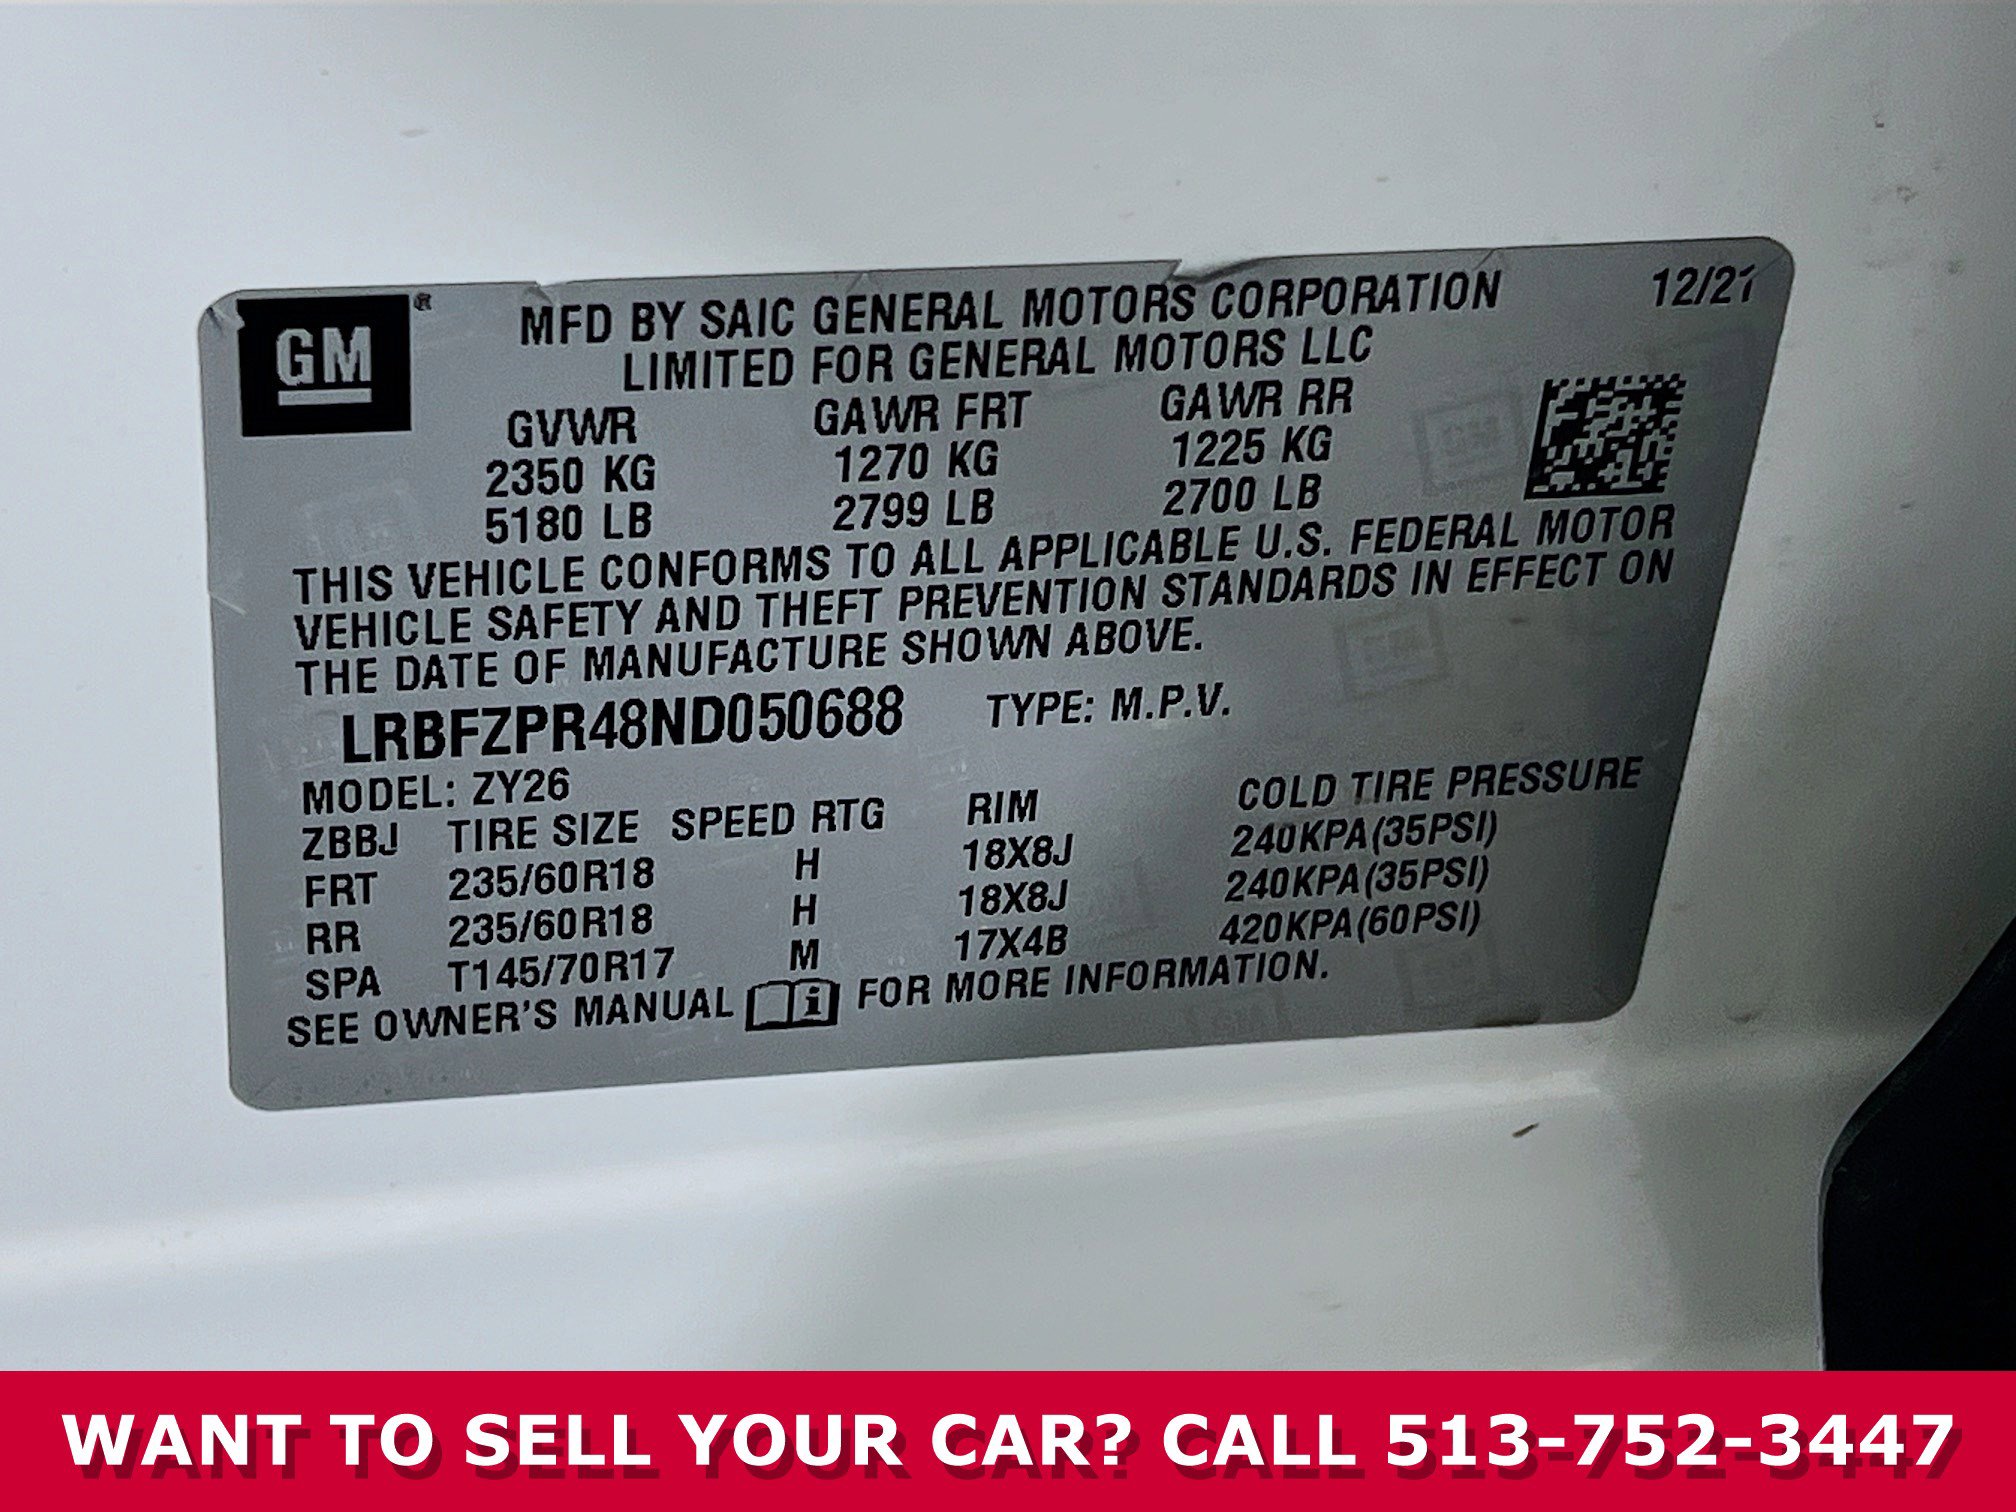 GM®
MFD BY SAIC GENERAL MOTORS CORPORATION 12/21
LIMITED FOR GENERAL MOTORS LLC
GVWR GAWR FRT GAWR RR
2350 KG 1270 KG 1225 KG
5180 LB 2799 LB 2700 LB
THIS VEHICLE CONFORMS TO ALL APPLICABLE U.S. FEDERAL MOTOR
VEHICLE SAFETY AND THEFT PREVENTION STANDARDS IN EFFECT ON
THE DATE OF MANUFACTURE SHOWN ABOVE.
LRBFZPR48ND050688 TYPE: M.P.V.
MODEL: ZY26
ZBBJ TIRE SIZE SPEED RTG RIM COLD TIRE PRESSURE
FRT 235/60R18 H 18X8J 240KPA(35PSI)
RR 235/60R18 H 18X8J 240KPA(35PSI)
SPA T145/70R17 M 17X4B 420KPA(60PSI)
SEE OWNER'S MANUAL i FOR MORE INFORMATION.
WANT TO SELL YOUR CAR? CALL 513-752-3447